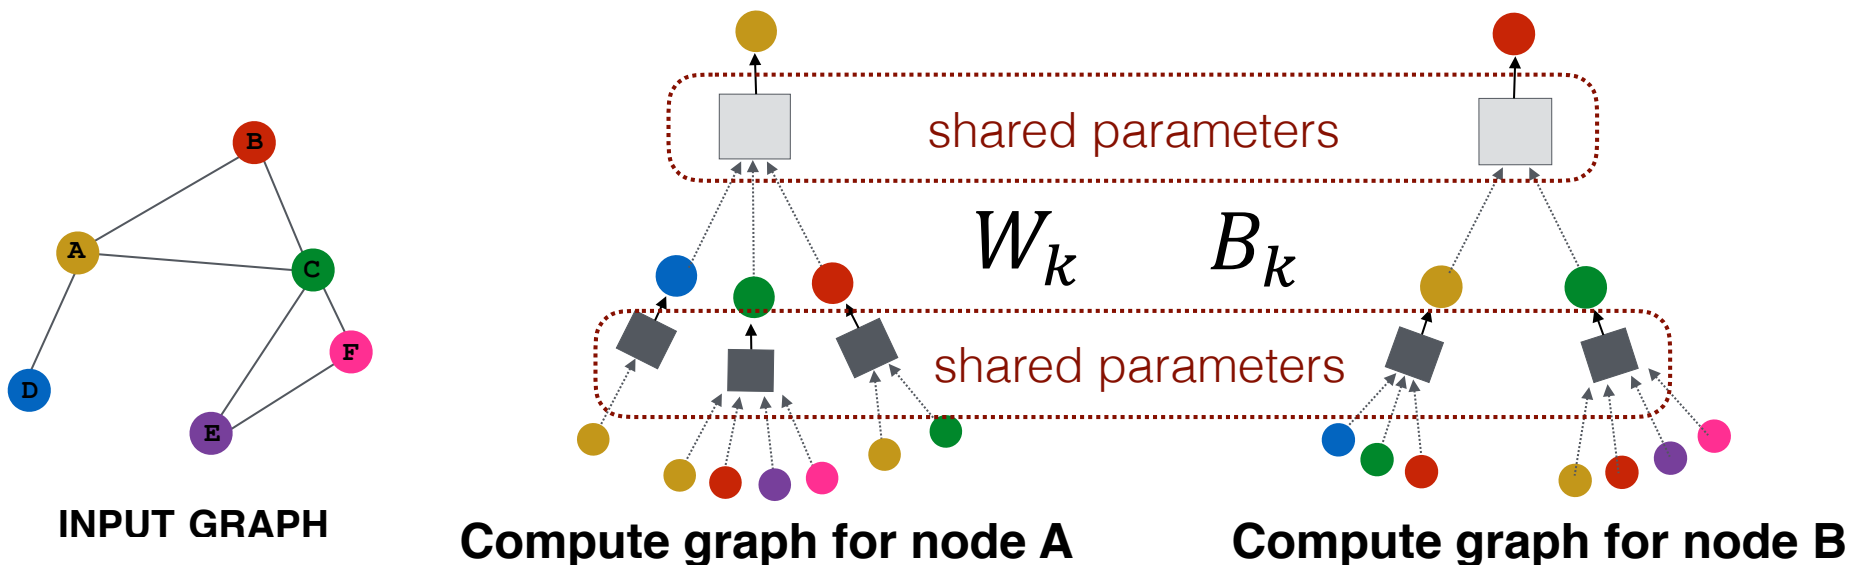 B
A
C
F
D
E
INPUT GRAPH
shared parameters
W_k B_k
shared parameters
Compute graph for node A
Compute graph for node B